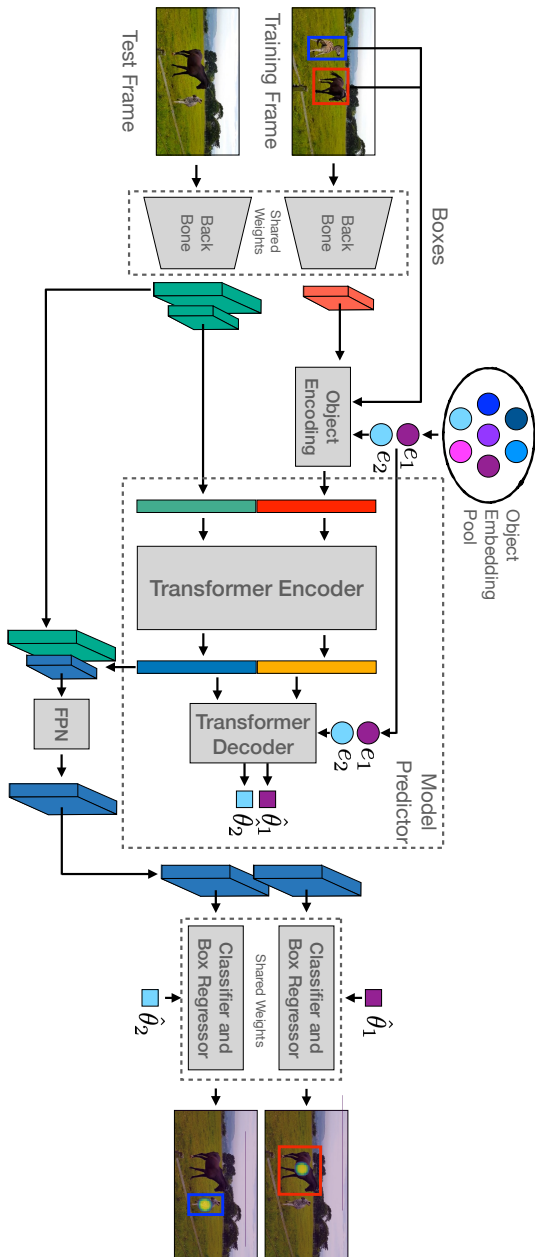 Boxes
Training Frame
Test Frame
Back
Bone
Shared
Weights
Back
Bone
Object
Embedding
Pool
e₁
e₂
Object
Encoding
Transformer Encoder
Model
Predictor
e₁
e₂
Transformer
Decoder
θ̂₁
θ̂₂
FPN
θ̂₁
Classifier and
Box Regressor
Shared Weights
Classifier and
Box Regressor
θ̂₂